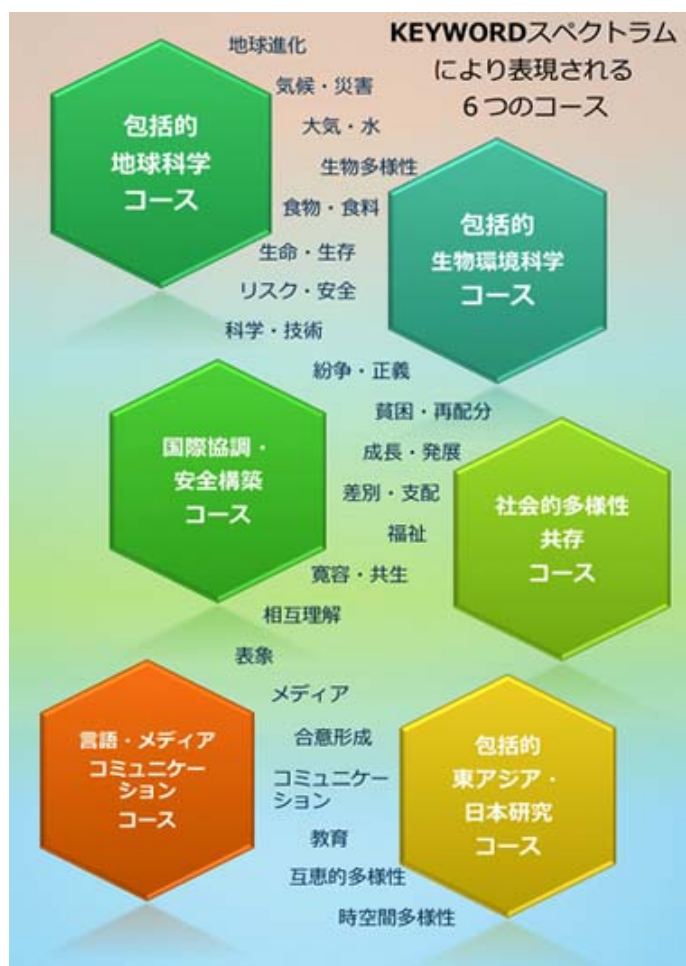 KEYWORDスペクトラム
により表現される
6つのコース
地球進化
気候・災害
大気・水
生物多様性
食物・食料
生命・生存
リスク・安全
科学・技術
紛争・正義
貧困・再配分
成長・発展
差別・支配
福祉
寛容・共生
相互理解
表象
メディア
合意形成
コミュニケー
ション
教育
互恵的多様性
時空間多様性
包括的
地球科学
コース
包括的
生物環境科学
コース
国際協調・
安全構築
コース
社会的多様性
共存
コース
言語・メディア
コミュニケー
ション
コース
包括的
東アジア・
日本研究
コース